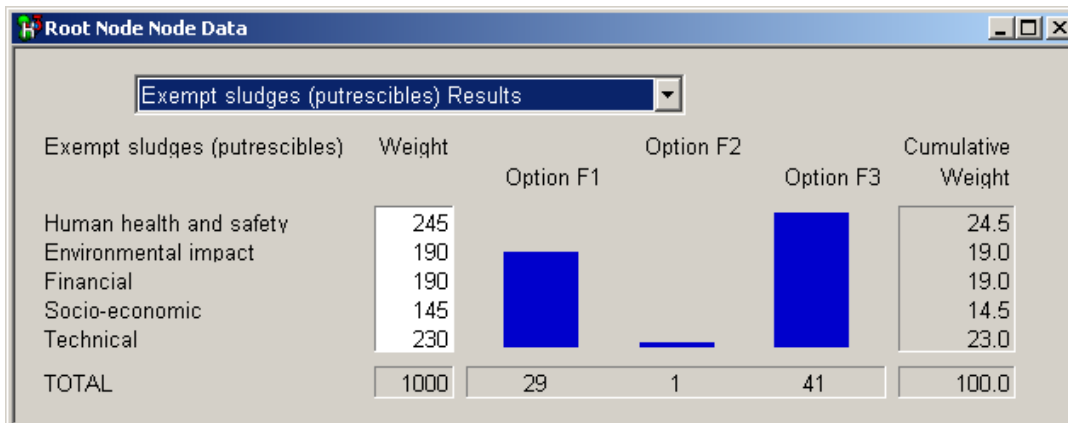 Root Node Node Data
Exempt sludges (putrescibles) Results
Exempt sludges (putrescibles) Weight Option F2 Cumulative
Option F1 Option F3 Weight
Human health and safety 245 24.5
Environmental impact 190 19.0
Financial 190 19.0
Socio-economic 145 14.5
Technical 230 23.0
TOTAL 1000 29 1 41 100.0